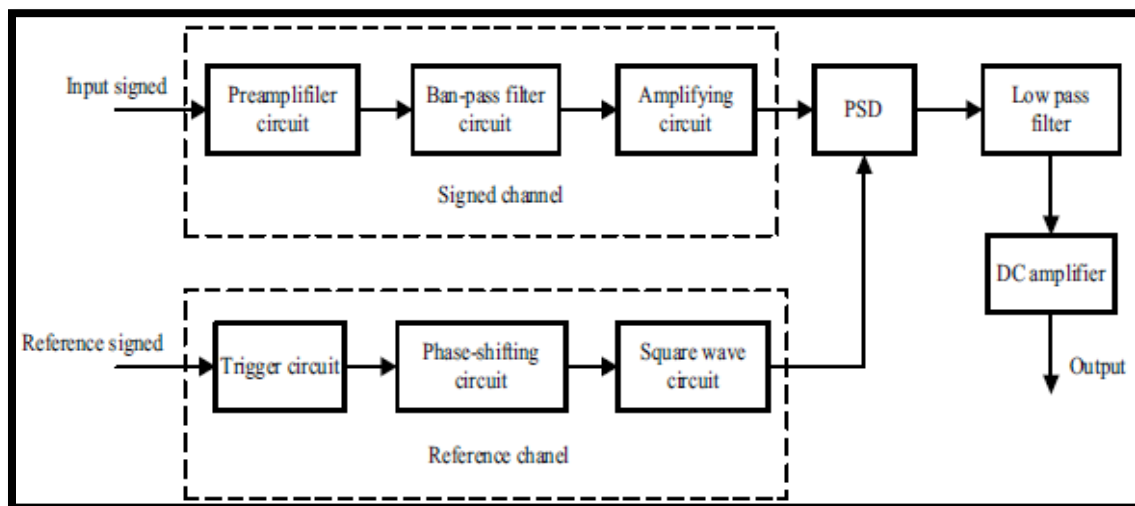 Input signed
Preamplifiler
circuit
Ban-pass filter
circuit
Amplifying
circuit
PSD
Low pass
filter
Signed channel
DC amplifier
Reference signed
Trigger circuit
Phase-shifting
circuit
Square wave
circuit
Output
Reference chanel